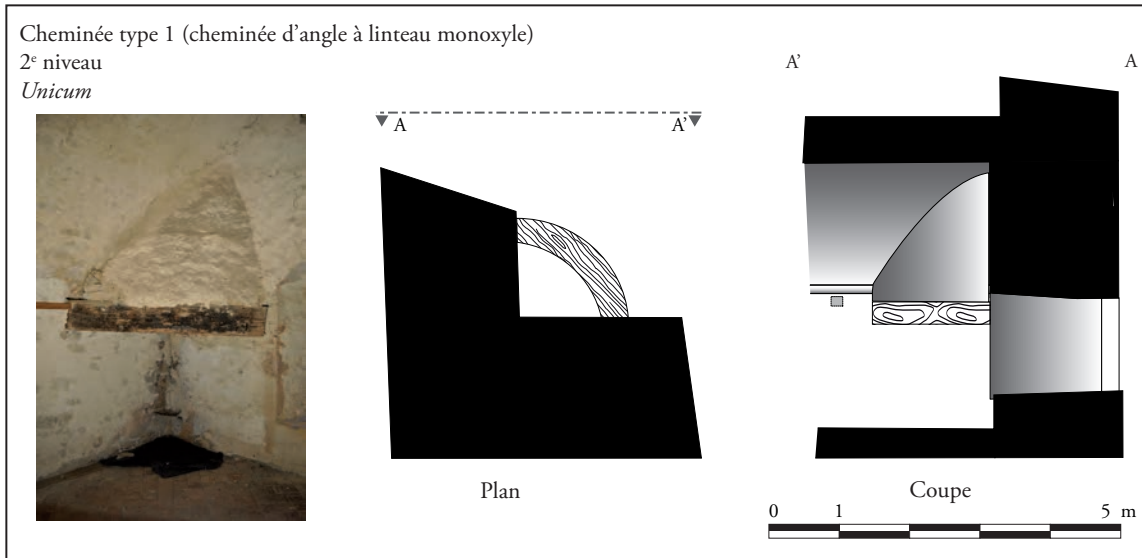 Cheminée type 1 (cheminée d’angle à linteau monoxyle)
2e niveau
Unicum
A
A’
Plan
A’
A
Coupe
0 1 5 m